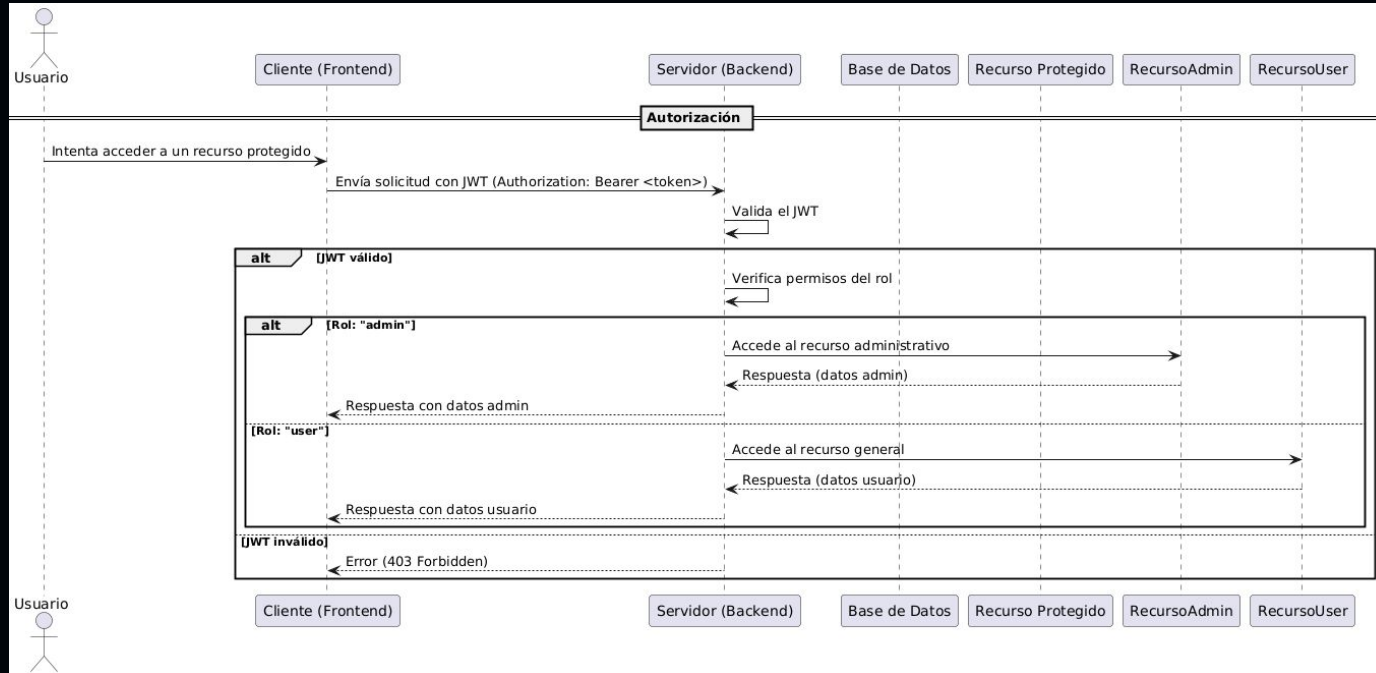 Usuario
Cliente (Frontend)
Servidor (Backend)
Base de Datos
Recurso Protegido
RecursoAdmin
RecursoUser
Autorización
Intenta acceder a un recurso protegido
Envía solicitud con JWT (Authorization: Bearer <token>)
Valida el JWT
alt [JWT válido]
Verifica permisos del rol
alt [Rol: "admin"]
Accede al recurso administrativo
Respuesta (datos admin)
Respuesta con datos admin
[Rol: "user"]
Accede al recurso general
Respuesta (datos usuario)
Respuesta con datos usuario
[JWT inválido]
Error (403 Forbidden)
Usuario
Cliente (Frontend)
Servidor (Backend)
Base de Datos
Recurso Protegido
RecursoAdmin
RecursoUser